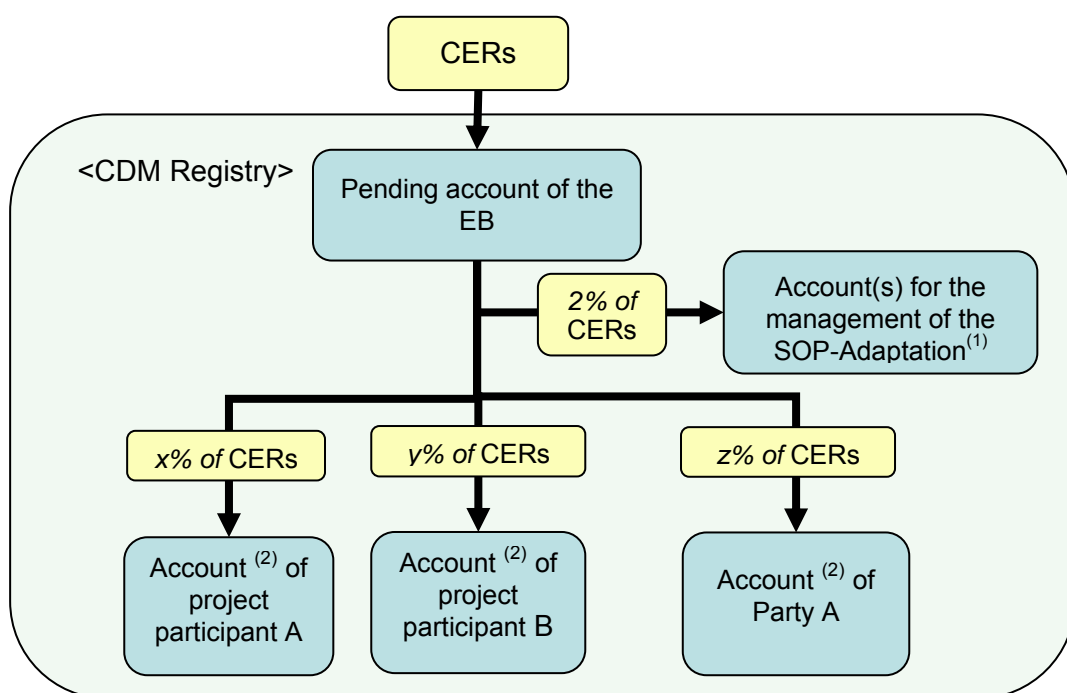 CERs
<CDM Registry>
Pending account of the
EB
2% of
CERs
Account(s) for the
management of the
SOP-Adaptation(1)
x% of CERs
y% of CERs
z% of CERs
Account (2) of
project
participant A
Account (2) of
project
participant B
Account (2) of
Party A